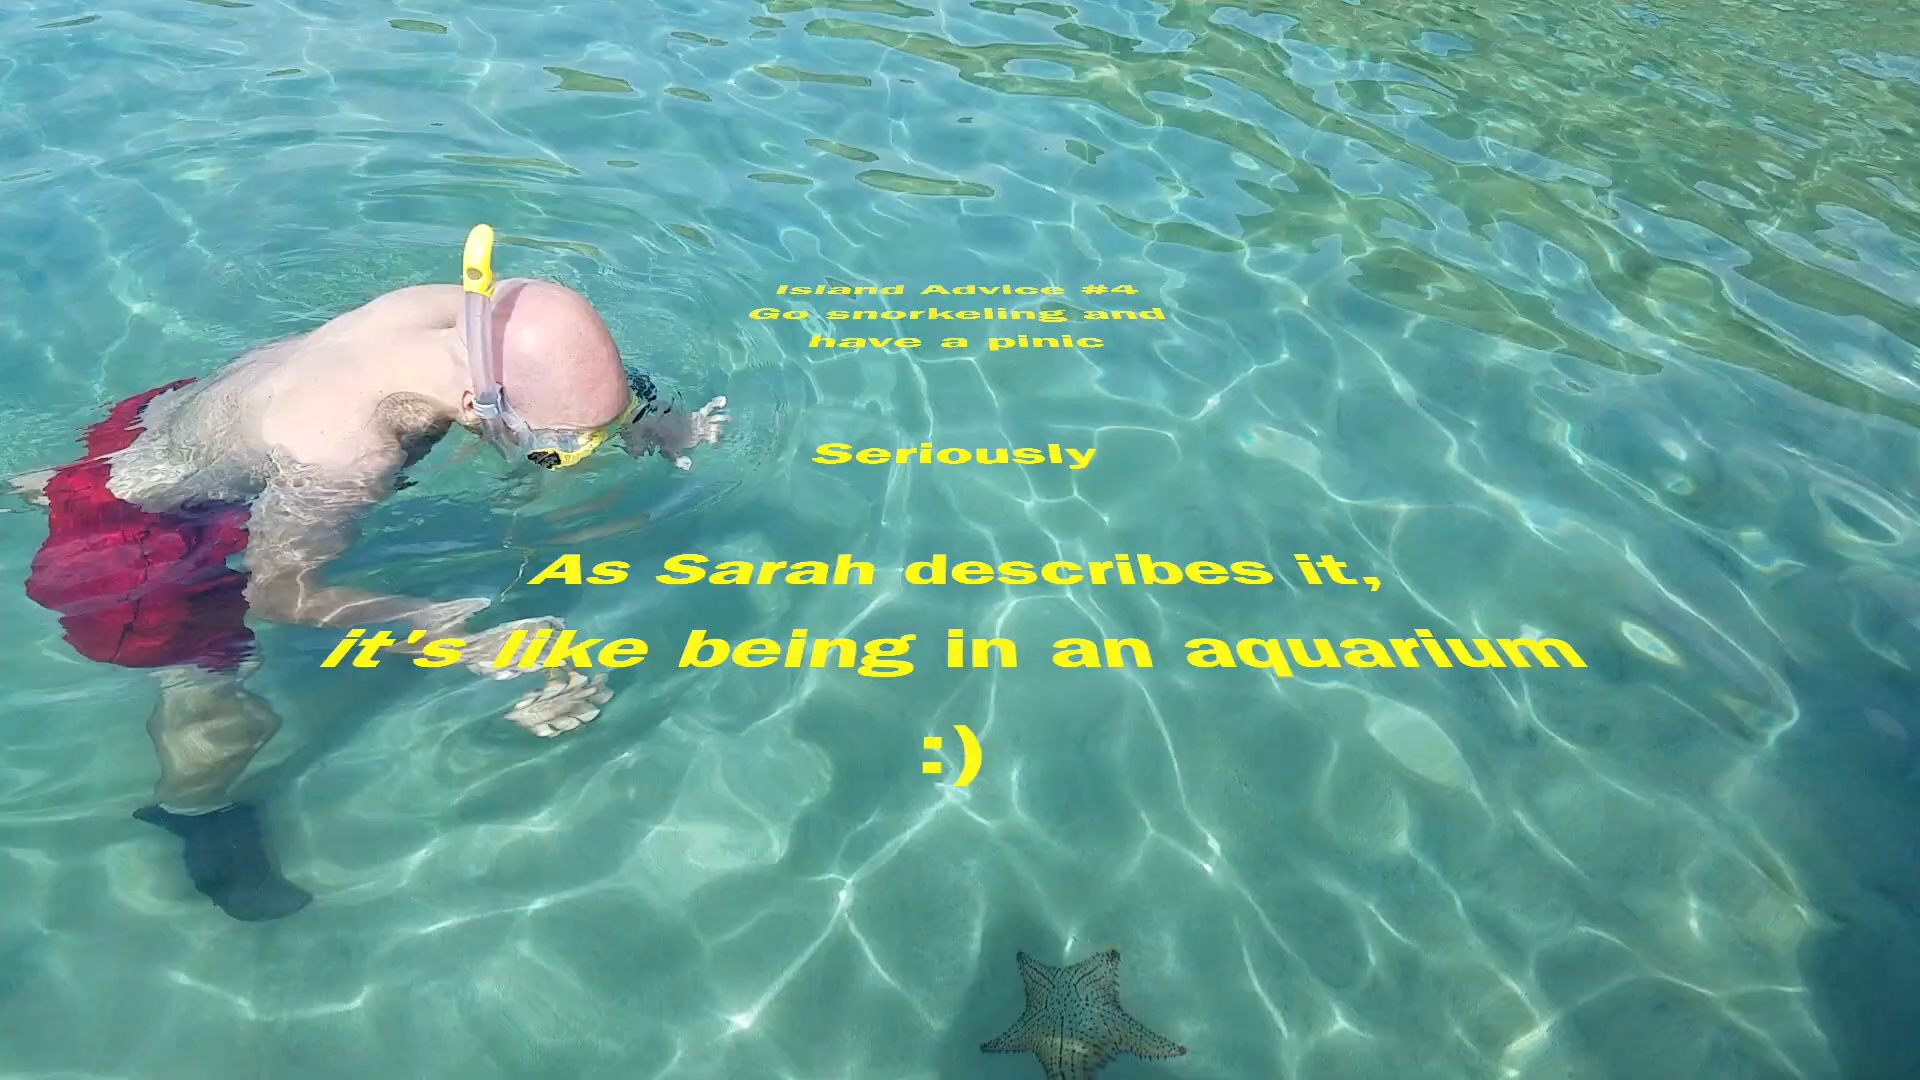 Island Advice #4
Go snorkeling and
have a pinic
Seriously
As Sarah describes it,
it's like being in an aquarium
:)